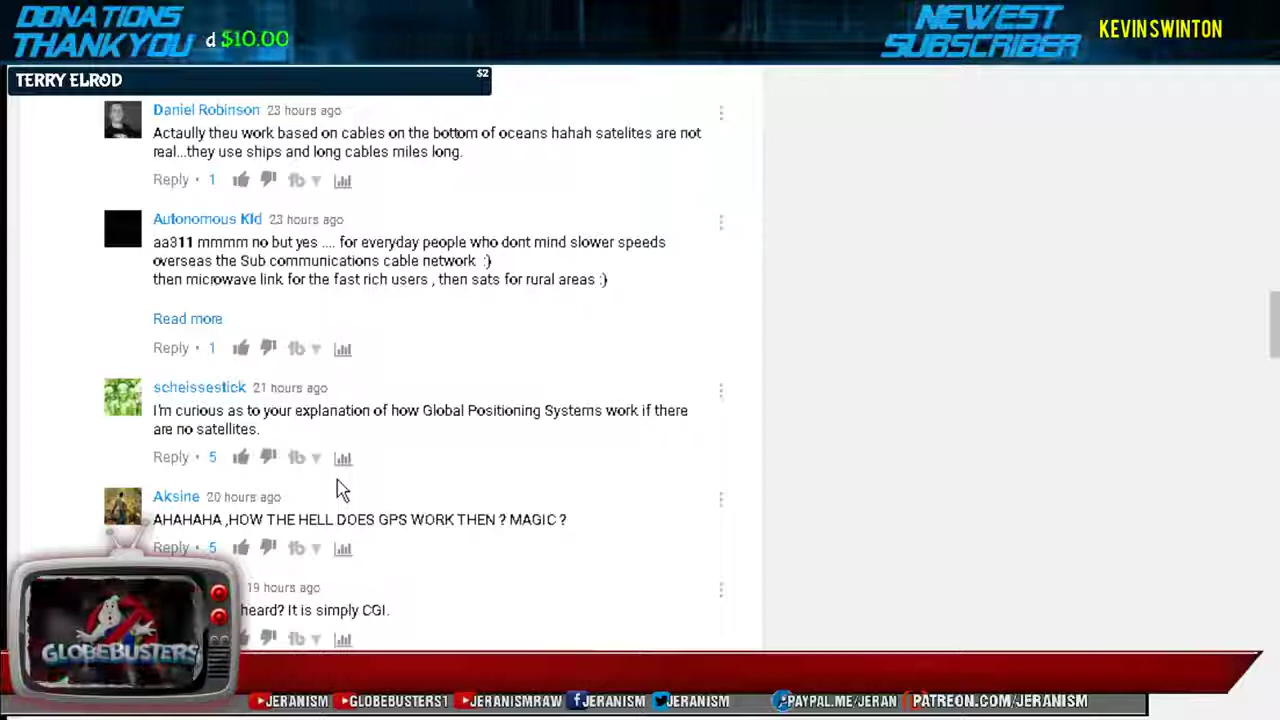 DONATIONS
THANKYOU
d $10.00
NEWEST
SUBSCRIBER
KEVIN SWINTON
TERRY ELROD
$2
Daniel Robinson 23 hours ago
Actaully theu work based on cables on the bottom of oceans hahah satelites are not
real...they use ships and long cables miles long.
Reply • 1
Autonomous KId 23 hours ago
aa311 mmmm no but yes .... for everyday people who dont mind slower speeds
overseas the Sub communications cable network :)
then microwave link for the fast rich users , then sats for rural areas :)
Read more
Reply • 1
scheissestick 21 hours ago
I'm curious as to your explanation of how Global Positioning Systems work if there
are no satellites.
Reply • 5
Aksine 20 hours ago
AHAHAHA ,HOW THE HELL DOES GPS WORK THEN ? MAGIC ?
Reply • 5
19 hours ago
heard? It is simply CGI.
GLOBEBUSTERS
JERANISM
GLOBEBUSTERS1
JERANISMRAW
JERANISM
JERANISM
PAYPAL.ME/JERAN
PATREON.COM/JERANISM